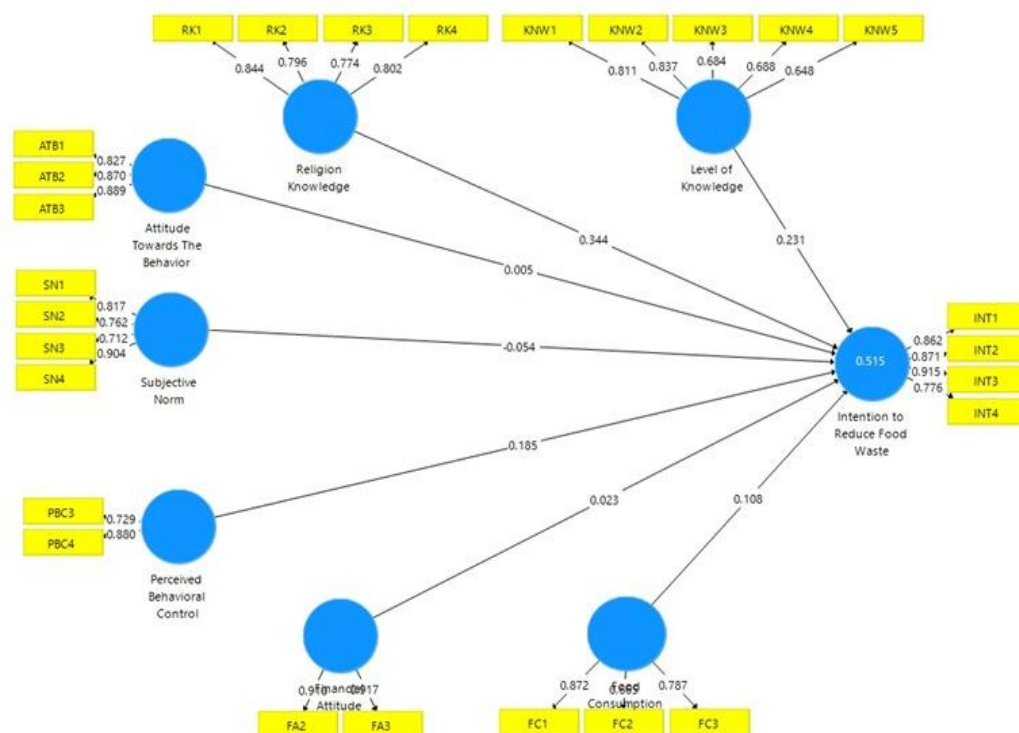 RK1
RK2
RK3
RK4
0.844
0.796
0.774
0.802
Religion
Knowledge
KNW1
KNW2
KNW3
KNW4
KNW5
0.811
0.837
0.684
0.688
0.648
Level of
Knowledge
ATB1
ATB2
ATB3
0.827
0.870
0.889
Attitude
Towards The
Behavior
0.344
0.231
0.005
SN1
SN2
SN3
SN4
0.817
0.762
0.712
0.904
Subjective
Norm
-0.054
0.515
Intention to
Reduce Food
Waste
0.862
0.871
0.915
0.776
INT1
INT2
INT3
INT4
0.185
0.023
0.108
PBC3
PBC4
0.729
0.880
Perceived
Behavioral
Control
Financial
Attitude
0.917
FA2
FA3
Food
Consumption
0.872
0.787
FC1
FC2
FC3